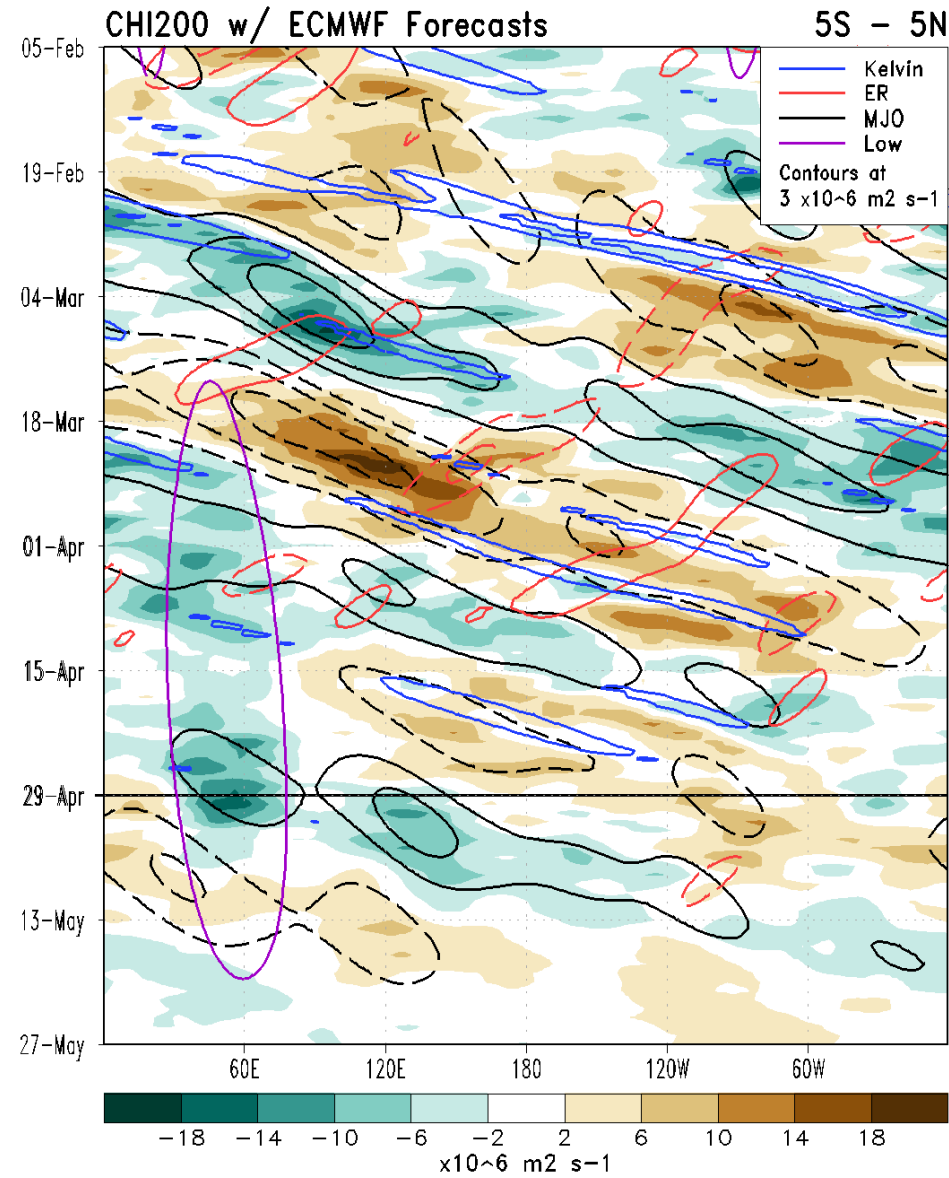 CHI200 w/ ECMWF Forecasts 5S - 5N
05-Feb
19-Feb
04-Mar
18-Mar
01-Apr
15-Apr
29-Apr
13-May
27-May
Kelvin
ER
MJO
Low
Contours at
3 x10^6 m2 s-1
60E 120E 180 120W 60W
-18 -14 -10 -6 -2 2 6 10 14 18
x10^6 m2 s-1